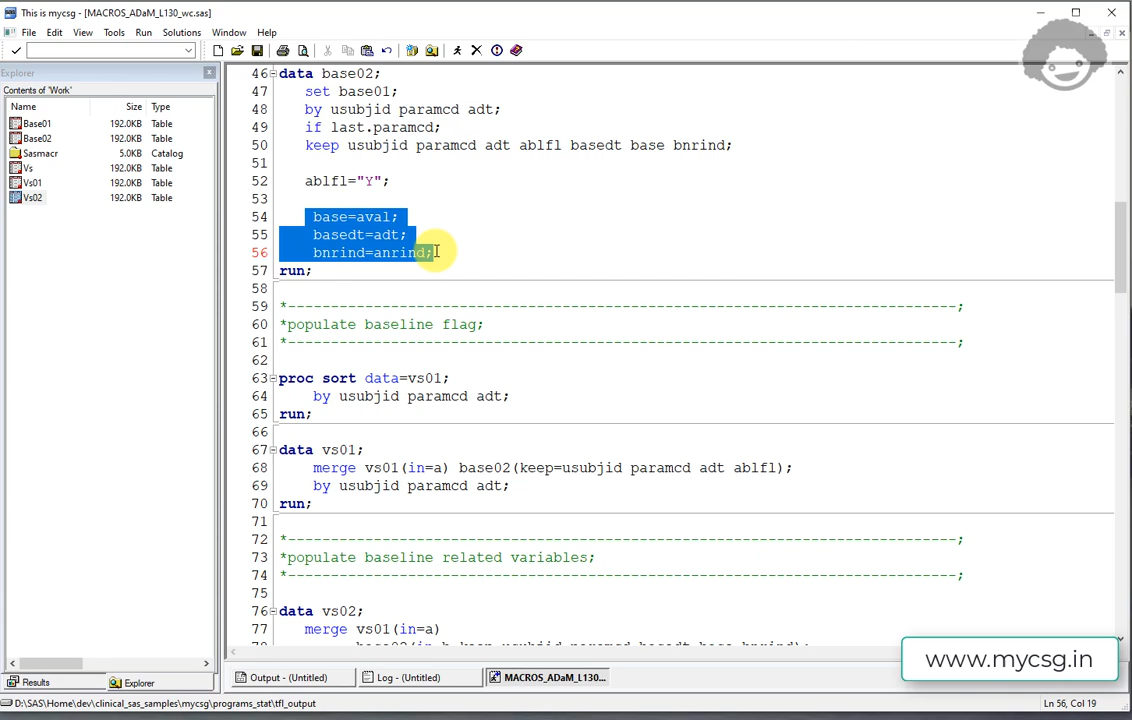 This is mycsg - [MACROS_ADaM_L130_wc.sas]
File Edit View Tools Run Solutions Window Help
Explorer
Contents of 'Work'
Name Size Type
Base01 192.0KB Table
Base02 192.0KB Table
Sasmacr 5.0KB Catalog
Vs 192.0KB Table
Vs01 192.0KB Table
Vs02 192.0KB Table
46 data base02;
47 set base01;
48 by usubjid paramcd adt;
49 if last.paramcd;
50 keep usubjid paramcd adt ablfl basedt base bnrind;
51
52 ablfl="Y";
53
54 base=aval;
55 basedt=adt;
56 bnrind=anrind;
57 run;
58
59 *------------------------------------------------------------------------------;
60 *populate baseline flag;
61 *------------------------------------------------------------------------------;
62
63 proc sort data=vs01;
64 by usubjid paramcd adt;
65 run;
66
67 data vs01;
68 merge vs01(in=a) base02(keep=usubjid paramcd adt ablfl);
69 by usubjid paramcd adt;
70 run;
71
72 *------------------------------------------------------------------------------;
73 *populate baseline related variables;
74 *------------------------------------------------------------------------------;
75
76 data vs02;
77 merge vs01(in=a)
www.mycsg.in
Results Explorer
Output - (Untitled) Log - (Untitled) MACROS_ADaM_L130...
D:\SAS\Home\dev\clinical_sas_samples\mycsg\programs_stat\tfl_output Ln 56, Col 19